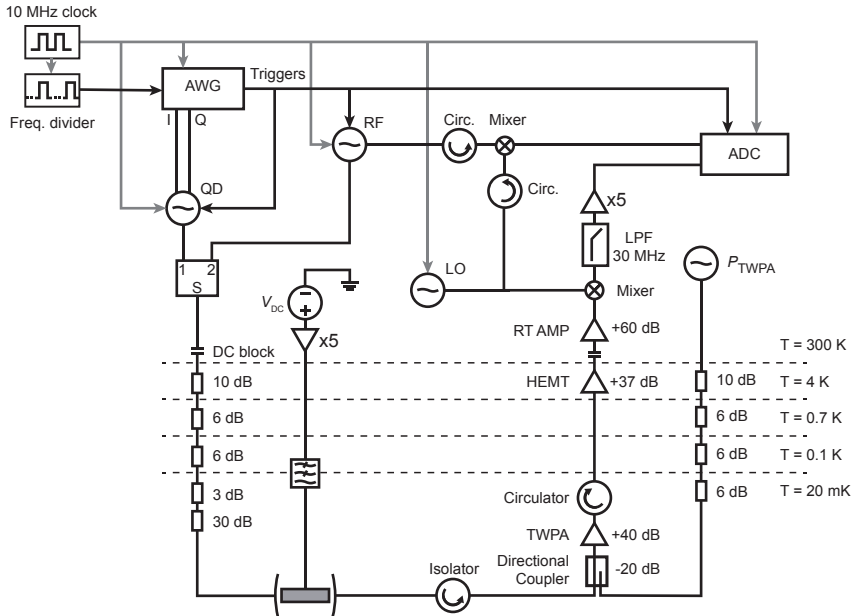 10 MHz clock
AWG
Triggers
Freq. divider
I Q
RF
Circ. Mixer
ADC
QD
Circ.
x5
1 2
S
LO
LPF
30 MHz
P_TWPA
V_DC
Mixer
x5
RT AMP
+60 dB
T = 300 K
DC block
10 dB
HEMT
+37 dB
10 dB
T = 4 K
6 dB
6 dB
T = 0.7 K
6 dB
6 dB
T = 0.1 K
3 dB
Circulator
6 dB
T = 20 mK
30 dB
TWPA
+40 dB
Isolator
Directional
Coupler
-20 dB